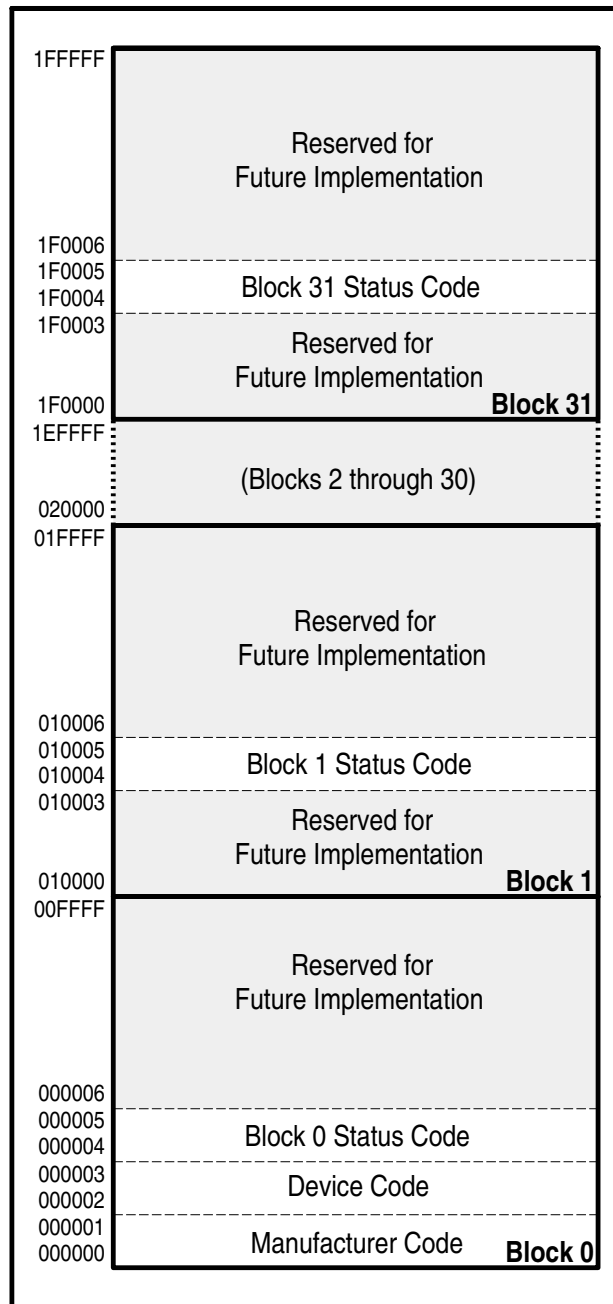 1FFFFF
Reserved for
Future Implementation
1F0006
1F0005
Block 31 Status Code
1F0004
1F0003
Reserved for
Future Implementation
1F0000
Block 31
1EFFFF
(Blocks 2 through 30)
020000
01FFFF
Reserved for
Future Implementation
010006
010005
Block 1 Status Code
010004
010003
Reserved for
Future Implementation
010000
Block 1
00FFFF
Reserved for
Future Implementation
000006
000005
Block 0 Status Code
000004
000003
Device Code
000002
000001
Manufacturer Code
000000
Block 0